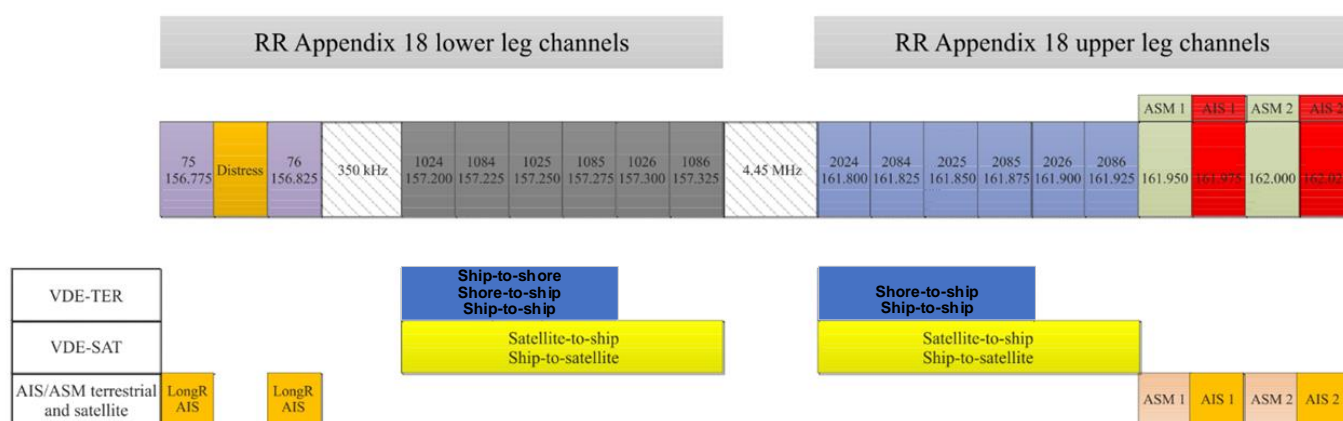 RR Appendix 18 lower leg channels
RR Appendix 18 upper leg channels
ASM 1
AIS 1
ASM 2
AIS 2
75
156.775
Distress
76
156.825
350 kHz
1024
157.200
1084
157.225
1025
157.250
1085
157.275
1026
157.300
1086
157.325
4.45 MHz
2024
161.800
2084
161.825
2025
161.850
2085
161.875
2026
161.900
2086
161.925
161.950
161.975
162.000
VDE-TER
Ship-to-shore
Shore-to-ship
Ship-to-ship
Shore-to-ship
Ship-to-ship
VDE-SAT
Satellite-to-ship
Ship-to-satellite
Satellite-to-ship
Ship-to-satellite
AIS/ASM terrestrial
and satellite
LongR
AIS
LongR
AIS
ASM 1
AIS 1
ASM 2
AIS 2